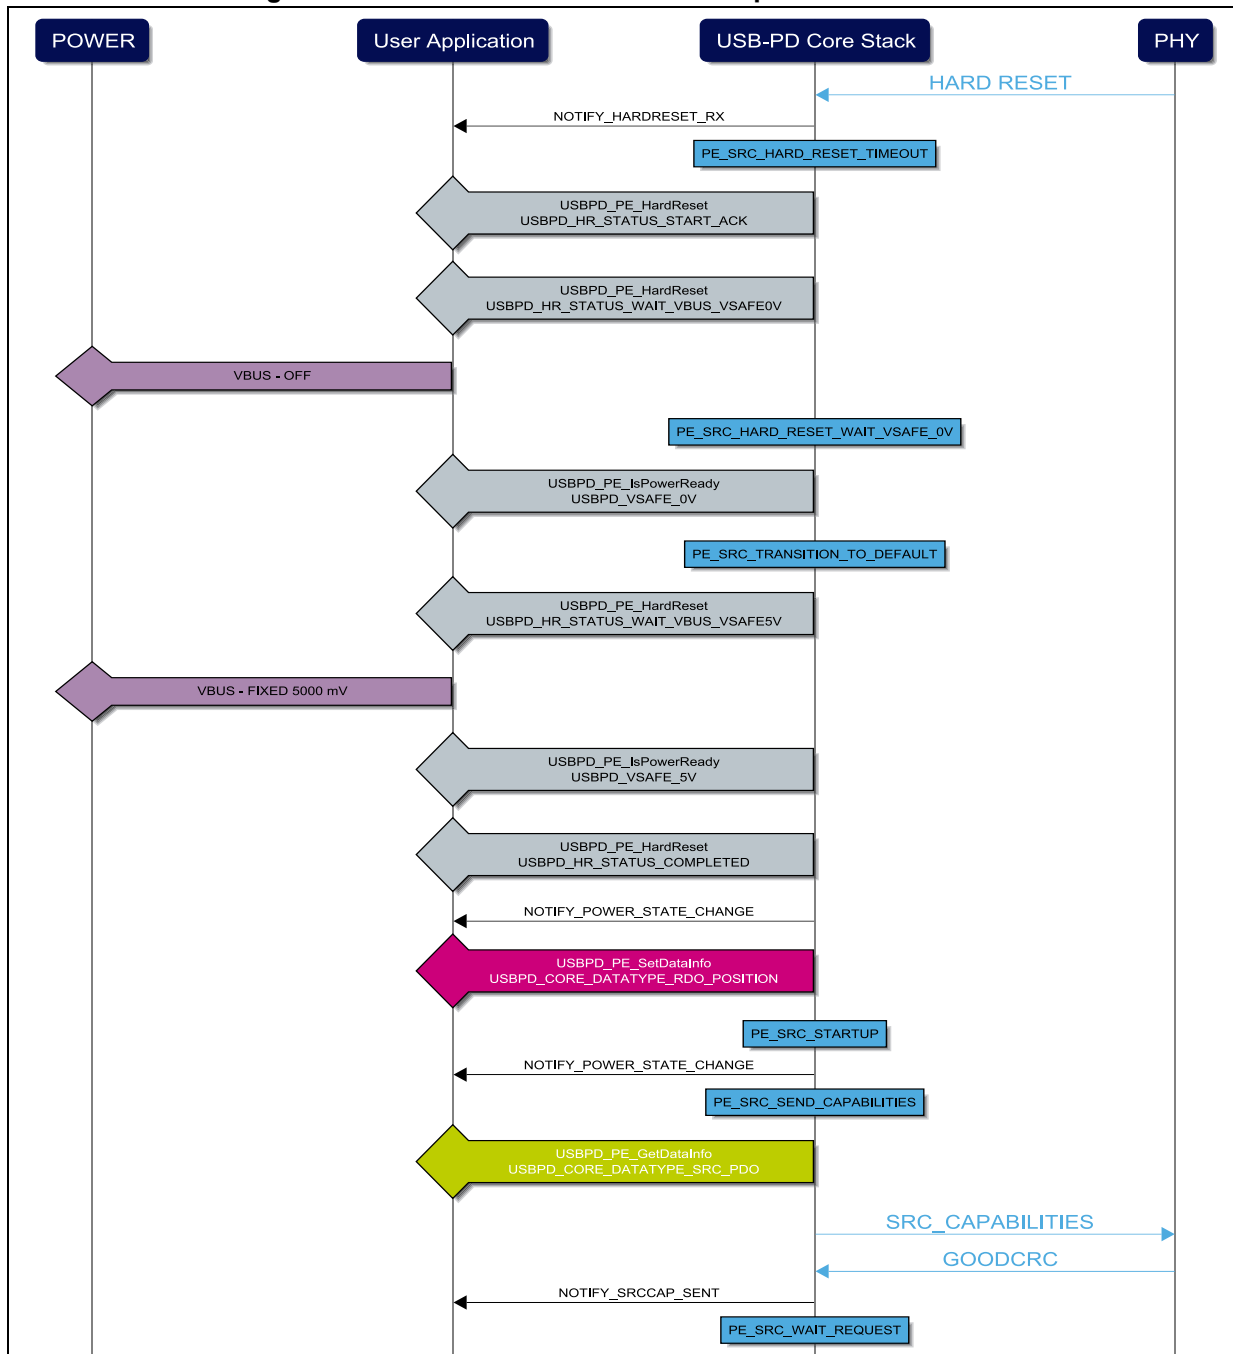 POWER
User Application
USB-PD Core Stack
PHY
HARD RESET
NOTIFY_HARDRESET_RX
PE_SRC_HARD_RESET_TIMEOUT
USBPD_PE_HardReset
USBPD_HR_STATUS_START_ACK
USBPD_PE_HardReset
USBPD_HR_STATUS_WAIT_VBUS_VSAFE0V
VBUS - OFF
PE_SRC_HARD_RESET_WAIT_VSAFE_0V
USBPD_PE_IsPowerReady
USBPD_VSAFE_0V
PE_SRC_TRANSITION_TO_DEFAULT
USBPD_PE_HardReset
USBPD_HR_STATUS_WAIT_VBUS_VSAFE5V
VBUS - FIXED 5000 mV
USBPD_PE_IsPowerReady
USBPD_VSAFE_5V
USBPD_PE_HardReset
USBPD_HR_STATUS_COMPLETED
NOTIFY_POWER_STATE_CHANGE
USBPD_PE_SetDataInfo
USBPD_CORE_DATATYPE_RDO_POSITION
PE_SRC_STARTUP
NOTIFY_POWER_STATE_CHANGE
PE_SRC_SEND_CAPABILITIES
USBPD_PE_GetDataInfo
USBPD_CORE_DATATYPE_SRC_PDO
SRC_CAPABILITIES
GOODCRC
NOTIFY_SRCCAP_SENT
PE_SRC_WAIT_REQUEST